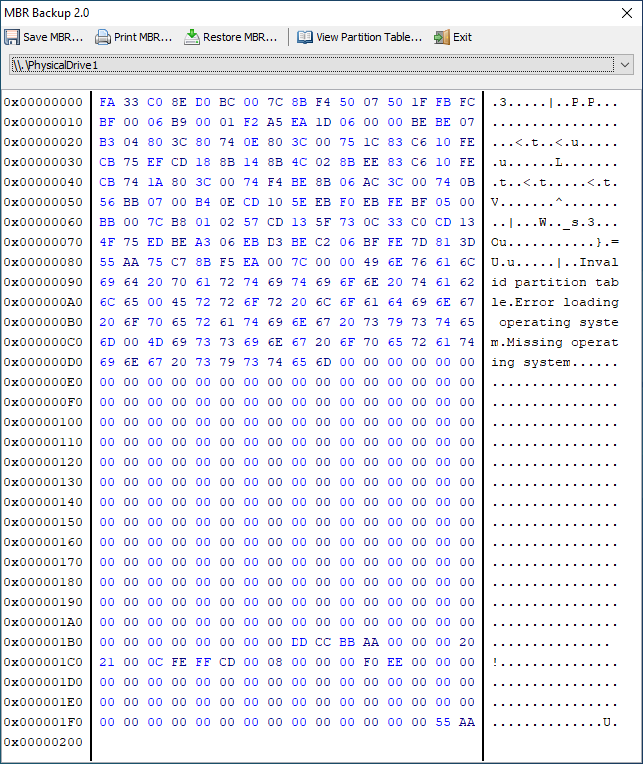 MBR Backup 2.0
Save MBR... Print MBR... Restore MBR... View Partition Table... Exit
\\.\PhysicalDrive1
0x00000000 FA 33 C0 8E D0 BC 00 7C 8B F4 50 07 50 1F FB FC .3.....|..P.P...
0x00000010 BF 00 06 B9 00 01 F2 A5 EA 1D 06 00 00 BE BE 07 ................
0x00000020 B3 04 80 3C 80 74 0E 80 3C 00 75 1C 83 C6 10 FE ...<.t..<.u.....
0x00000030 CB 75 EF CD 18 8B 14 8B 4C 02 8B EE 83 C6 10 FE .u......L.......
0x00000040 CB 74 1A 80 3C 00 74 F4 BE 8B 06 AC 3C 00 74 0B .t..<.t.....<.t.
0x00000050 56 BB 07 00 B4 0E CD 10 5E EB F0 EB FE BF 05 00 V.......^.......
0x00000060 BB 00 7C B8 01 02 57 CD 13 5F 73 0C 33 C0 CD 13 ..|...W.._s.3...
0x00000070 4F 75 ED BE A3 06 EB D3 BE C2 06 BF FE 7D 81 3D Cu...........}.=
0x00000080 55 AA 75 C7 8B F5 EA 00 7C 00 00 49 6E 76 61 6C U.u.....|..Inval
0x00000090 69 64 20 70 61 72 74 69 74 69 6F 6E 20 74 61 62 id partition tab
0x000000A0 6C 65 00 45 72 72 6F 72 20 6C 6F 61 64 69 6E 67 le.Error loading
0x000000B0 20 6F 70 65 72 61 74 69 6E 67 20 73 79 73 74 65 operating syste
0x000000C0 6D 00 4D 69 73 73 69 6E 67 20 6F 70 65 72 61 74 m.Missing operat
0x000000D0 69 6E 67 20 73 79 73 74 65 6D 00 00 00 00 00 00 ing system......
0x000000E0 00 00 00 00 00 00 00 00 00 00 00 00 00 00 00 00 ................
0x000000F0 00 00 00 00 00 00 00 00 00 00 00 00 00 00 00 00 ................
0x00000100 00 00 00 00 00 00 00 00 00 00 00 00 00 00 00 00 ................
0x00000110 00 00 00 00 00 00 00 00 00 00 00 00 00 00 00 00 ................
0x00000120 00 00 00 00 00 00 00 00 00 00 00 00 00 00 00 00 ................
0x00000130 00 00 00 00 00 00 00 00 00 00 00 00 00 00 00 00 ................
0x00000140 00 00 00 00 00 00 00 00 00 00 00 00 00 00 00 00 ................
0x00000150 00 00 00 00 00 00 00 00 00 00 00 00 00 00 00 00 ................
0x00000160 00 00 00 00 00 00 00 00 00 00 00 00 00 00 00 00 ................
0x00000170 00 00 00 00 00 00 00 00 00 00 00 00 00 00 00 00 ................
0x00000180 00 00 00 00 00 00 00 00 00 00 00 00 00 00 00 00 ................
0x00000190 00 00 00 00 00 00 00 00 00 00 00 00 00 00 00 00 ................
0x000001A0 00 00 00 00 00 00 00 00 00 00 00 00 00 00 00 00 ................
0x000001B0 00 00 00 00 00 00 00 00 DD CC BB AA 00 00 00 20 ...............
0x000001C0 21 00 0C FE FF CD 00 08 00 00 00 F0 EE 00 00 00 !...............
0x000001D0 00 00 00 00 00 00 00 00 00 00 00 00 00 00 00 00 ................
0x000001E0 00 00 00 00 00 00 00 00 00 00 00 00 00 00 00 00 ................
0x000001F0 00 00 00 00 00 00 00 00 00 00 00 00 00 00 55 AA ..............U.
0x00000200